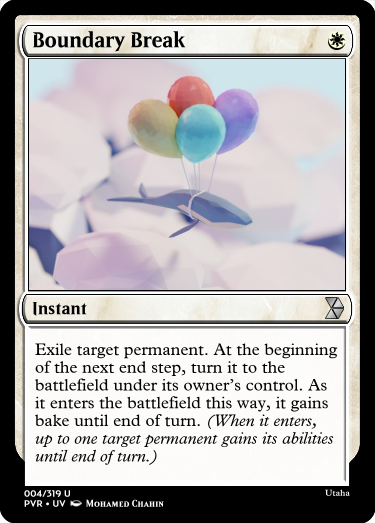 Boundary Break
Instant
Exile target permanent. At the beginning
of the next end step, turn it to the
battlefield under its owner's control. As
it enters the battlefield this way, it gains
bake until end of turn. (When it enters,
up to one target permanent gains its abilities
until end of turn.)
004/319 U
Utaha
PVR • UV Mohamed Chahin